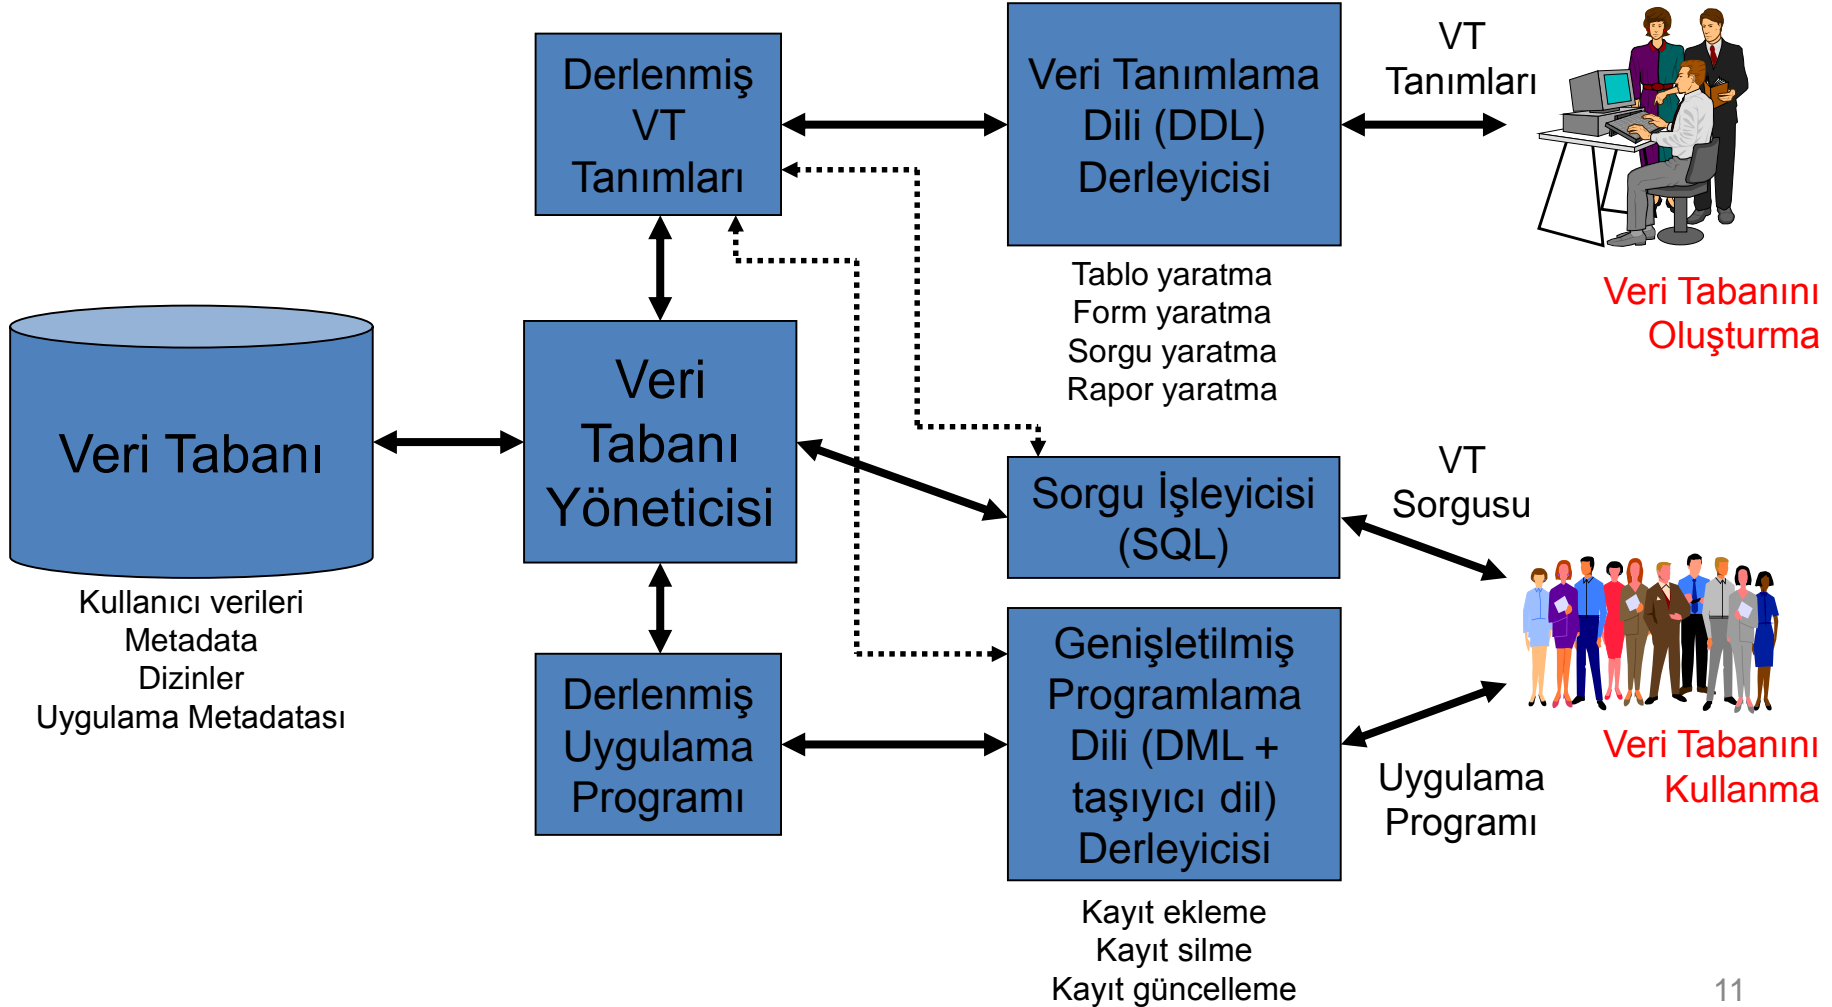 Derlenmiş
VT
Tanımları
Veri Tanımlama
Dili (DDL)
Derleyicisi
VT
Tanımları
Tablo yaratma
Form yaratma
Sorgu yaratma
Rapor yaratma
Veri Tabanını
Oluşturma
Veri Tabanı
Kullanıcı verileri
Metadata
Dizinler
Uygulama Metadatası
Veri
Tabanı
Yöneticisi
Sorgu İşleyicisi
(SQL)
VT
Sorgusu
Derlenmiş
Uygulama
Programı
Genişletilmiş
Programlama
Dili (DML +
taşıyıcı dil)
Derleyicisi
Uygulama
Programı
Veri Tabanını
Kullanma
Kayıt ekleme
Kayıt silme
Kayıt güncelleme
11